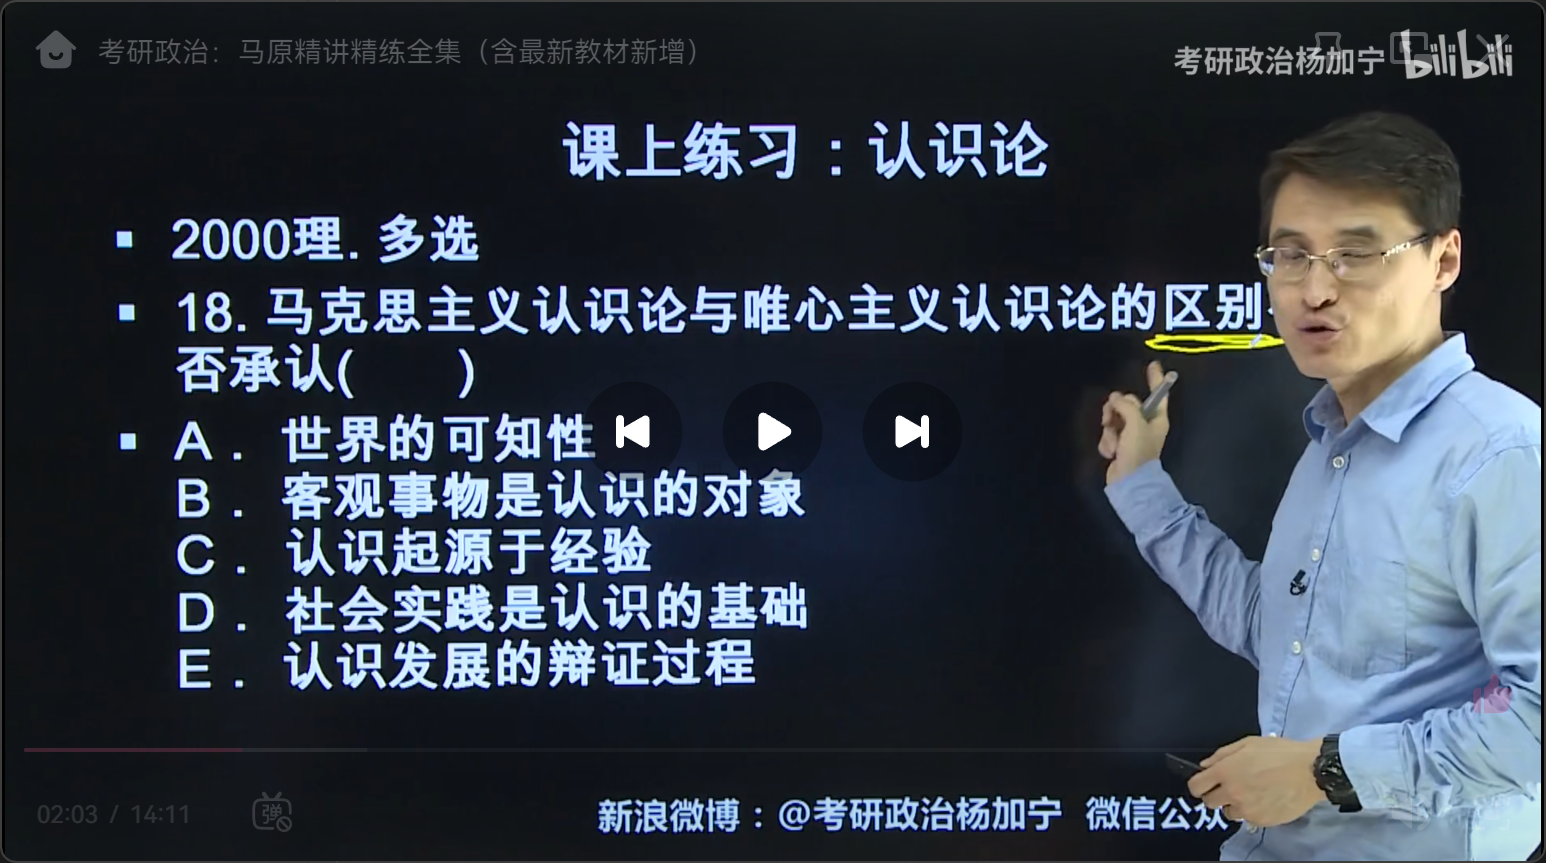 考研政治：马原精讲精练全集（含最新教材新增）
考研政治杨加宁 bilibili
课上练习：认识论
▪ 2000理. 多选
▪ 18. 马克思主义认识论与唯心主义认识论的区别
否承认(  )
▪ A． 世界的可知性
B． 客观事物是认识的对象
C． 认识起源于经验
D． 社会实践是认识的基础
E． 认识发展的辩证过程
02:03 / 14:11 弹
新浪微博：@考研政治杨加宁 微信公众